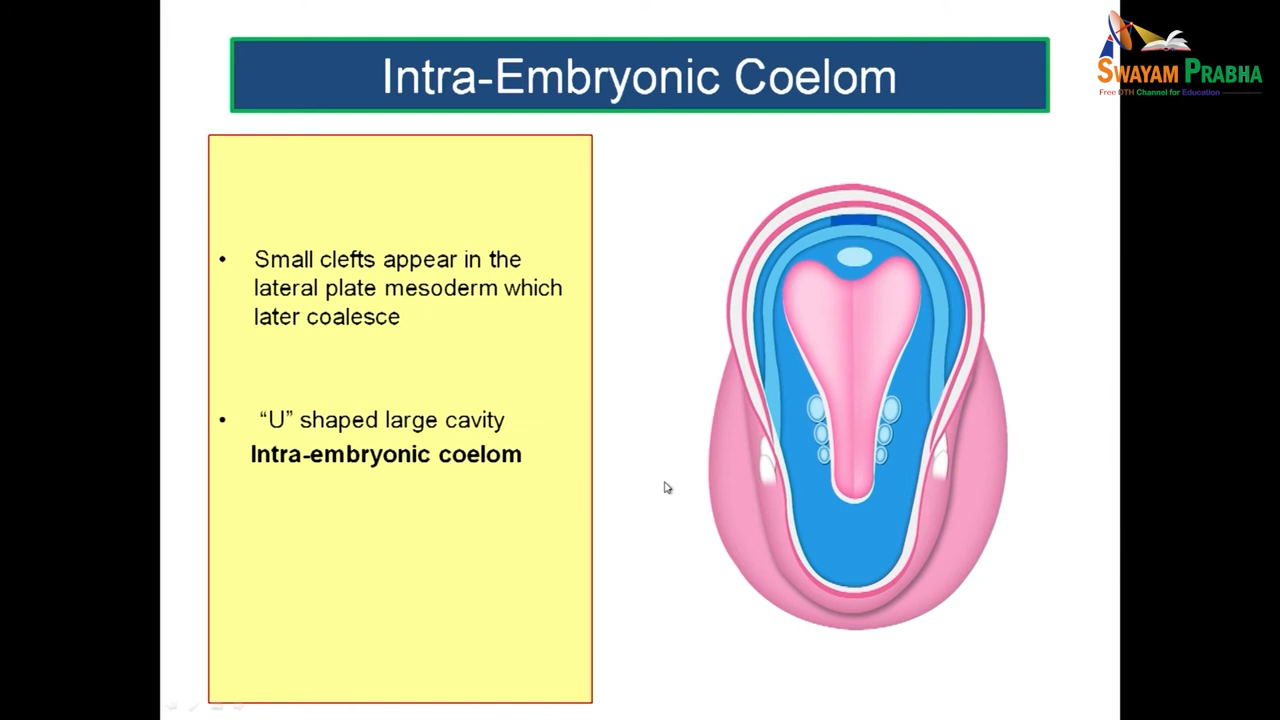 Intra-Embryonic Coelom
SWAYAM PRABHA
Free DTH Channel for Education
• Small clefts appear in the
lateral plate mesoderm which
later coalesce
• “U” shaped large cavity
Intra-embryonic coelom